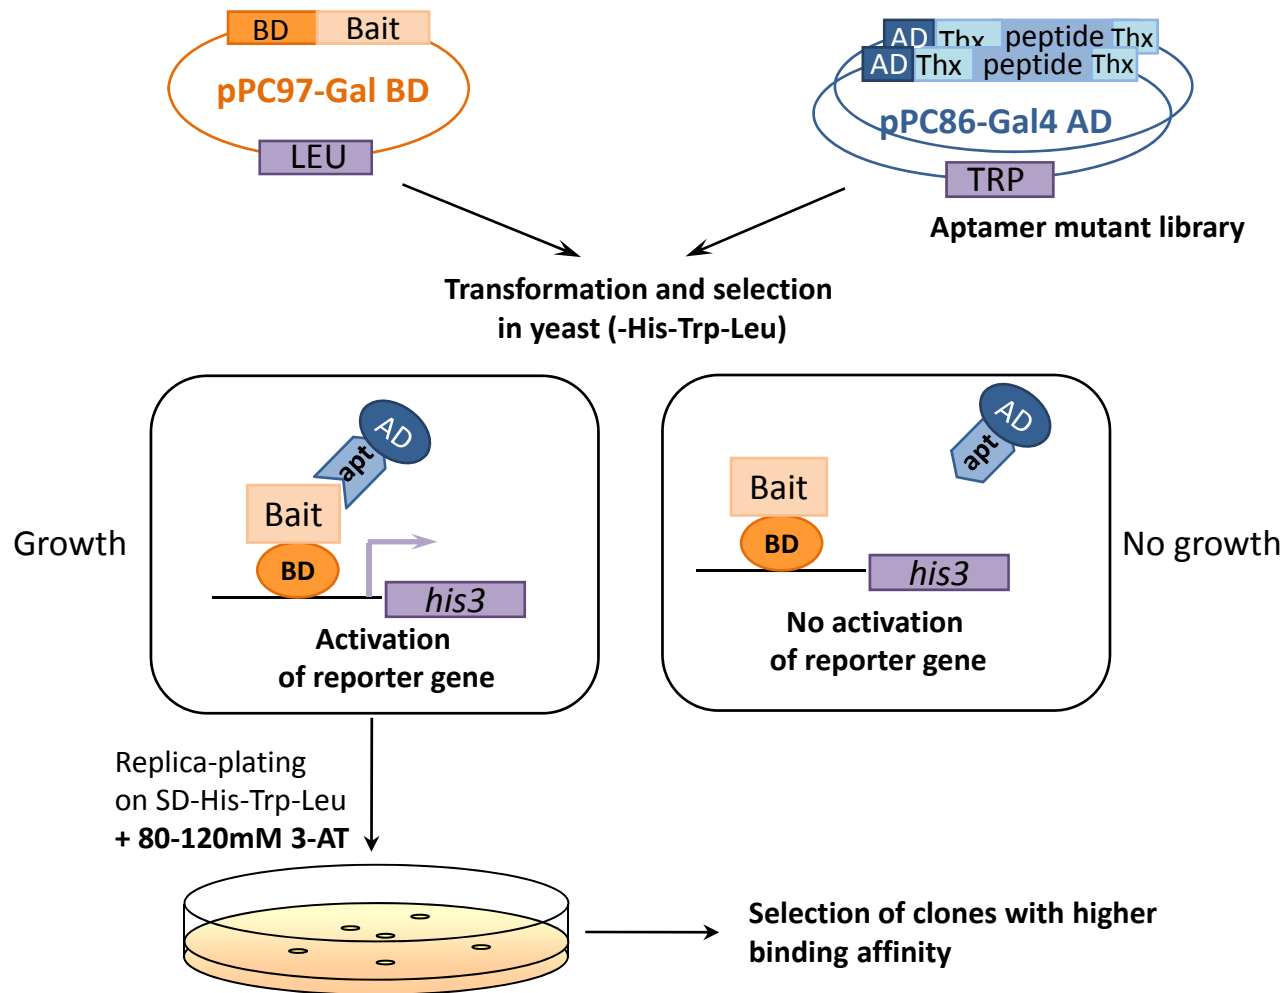 BD Bait
pPC97-Gal BD
LEU
AD Thx peptide Thx
AD Thx peptide Thx
pPC86-Gal4 AD
TRP
Aptamer mutant library
Transformation and selection
in yeast (-His-Trp-Leu)
Growth
AD
apt
Bait
BD
his3
Activation
of reporter gene
AD
apt
Bait
BD
his3
No activation
of reporter gene
No growth
Replica-plating
on SD-His-Trp-Leu
+ 80-120mM 3-AT
Selection of clones with higher
binding affinity